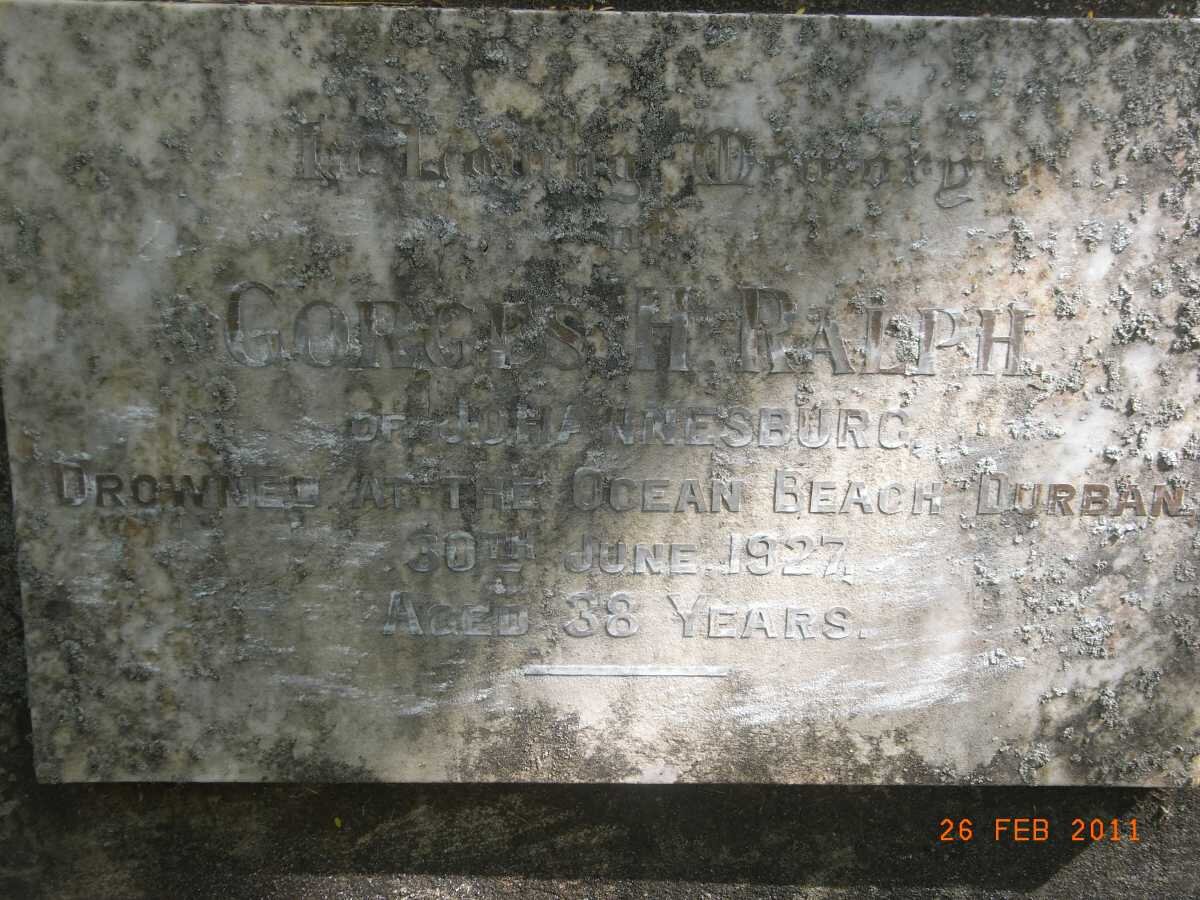 In Loving Memory
of
GORGES H RALPH
OF JOHANNESBURG.
DROWNED AT THE OCEAN BEACH DURBAN
30TH JUNE 1927,
AGED 38 YEARS.
26 FEB 2011